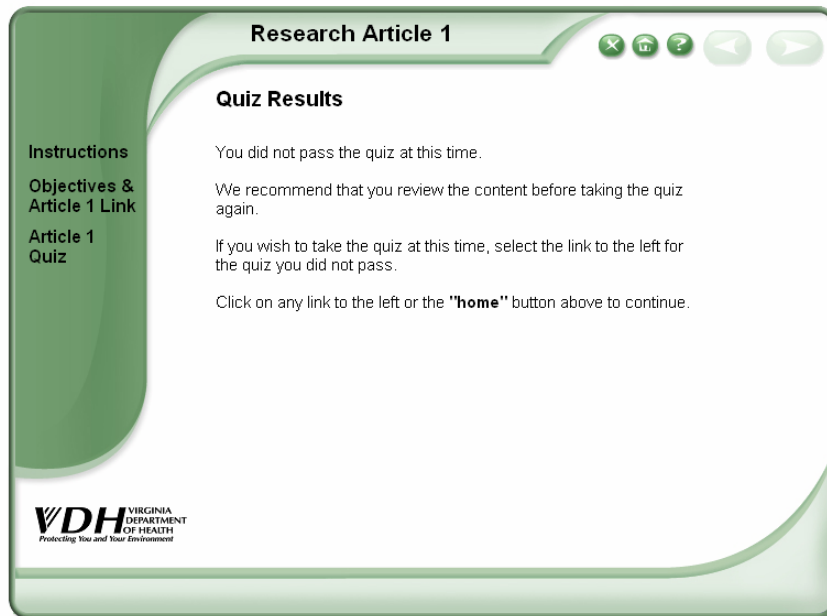 Research Article 1
Quiz Results
Instructions
Objectives &
Article 1 Link
Article 1
Quiz
You did not pass the quiz at this time.
We recommend that you review the content before taking the quiz
again.
If you wish to take the quiz at this time, select the link to the left for
the quiz you did not pass.
Click on any link to the left or the "home" button above to continue.
VDH VIRGINIA
DEPARTMENT
OF HEALTH
Protecting You and Your Environment